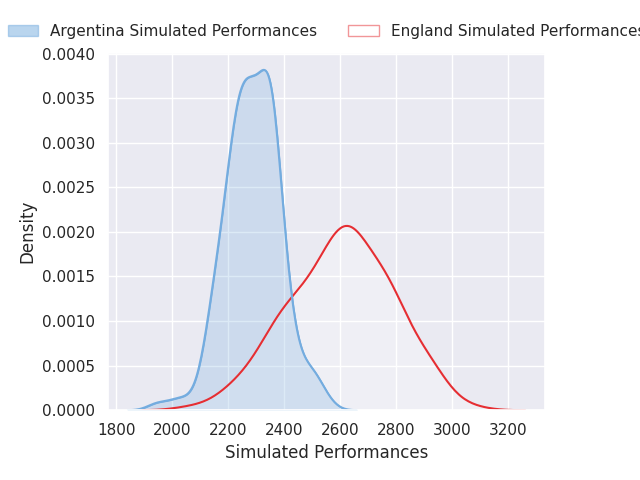 Argentina Simulated Performances
England Simulated Performances
0.0040
0.0035
0.0030
0.0025
0.0020
0.0015
0.0010
0.0005
0.0000
Density
1800 2000 2200 2400 2600 2800 3000 3200
Simulated Performances